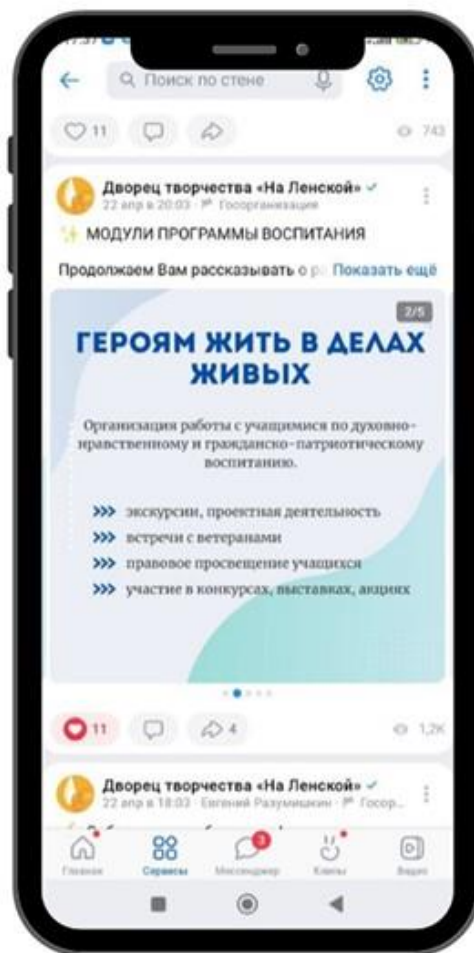 Поиск по стене
11
743
Дворец творчества «На Ленской»
22 апр в 20:03 · Госорганизация
МОДУЛИ ПРОГРАММЫ ВОСПИТАНИЯ
Продолжаем Вам рассказывать о Показать ещё
2/5
ГЕРОЯМ ЖИТЬ В ДЕЛАХ
ЖИВЫХ
Организация работы с учащимися по духовно-
нравственному и гражданско-патриотическому
воспитанию.
>>> экскурсии, проектная деятельность
>>> встречи с ветеранами
>>> правовое просвещение учащихся
>>> участие в конкурсах, выставках, акциях
11
4
1,2K
Дворец творчества «На Ленской»
22 апр в 18:03 · Евгений Разумишкин · Госор...
3
Главная
Сервисы
Мессенджер
Клипы
Видео